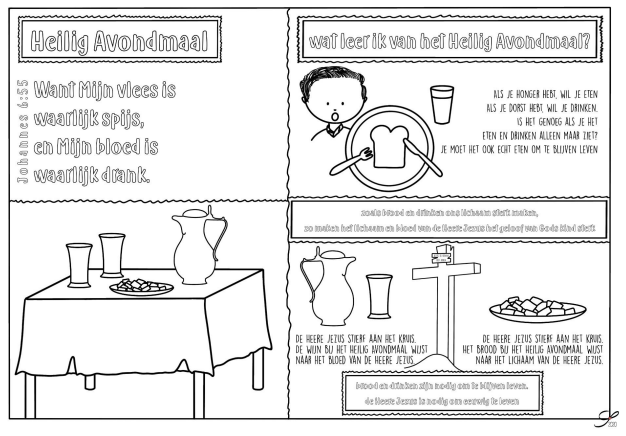 Heilig Avondmaal
Johannes 6:55
Want Mijn vlees is
waarlijk spijs,
en Mijn bloed is
waarlijk drank.
wat leer ik van het Heilig Avondmaal?
ALS JE HONGER HEBT, WIL JE ETEN
ALS JE DORST HEBT, WIL JE DRINKEN.
IS HET GENOEG ALS JE HET
ETEN EN DRINKEN ALLEEN MAAR ZIET?
JE MOET HET OOK ECHT ETEN OM TE BLIJVEN LEVEN
zoals brood en drinken ons lichaam sterk maken,
zo maken het lichaam en bloed van de Heere Jezus het geloof van Gods kind sterk
DE HEERE JEZUS STIERF AAN HET KRUIS.
DE WIJN BIJ HET HEILIG AVONDMAAL WIJST
NAAR HET BLOED VAN DE HEERE JEZUS.
DE HEERE JEZUS STIERF AAN HET KRUIS.
HET BROOD BIJ HET HEILIG AVONDMAAL WIJST
NAAR HET LICHAAM VAN DE HEERE JEZUS.
brood en drinken zijn nodig om te blijven leven.
de Heere Jezus is nodig om eeuwig te leven